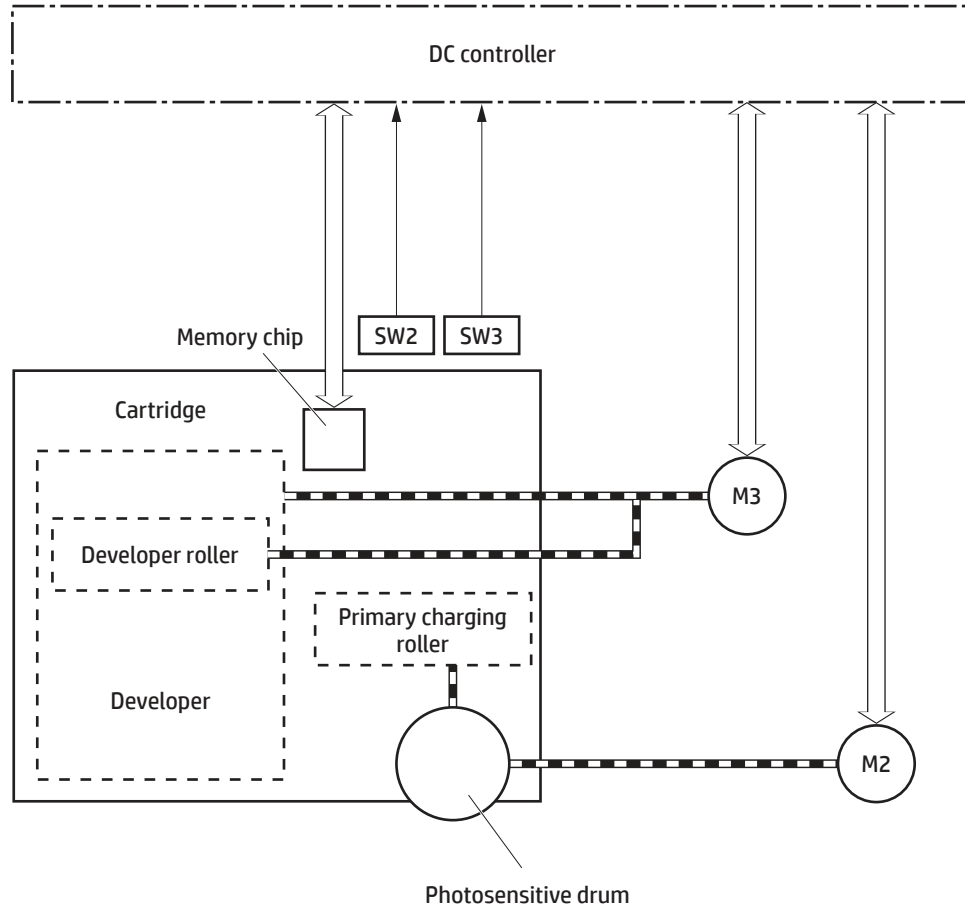 DC controller
SW2
SW3
Memory chip
Cartridge
M3
Developer roller
Primary charging
roller
Developer
M2
Photosensitive drum